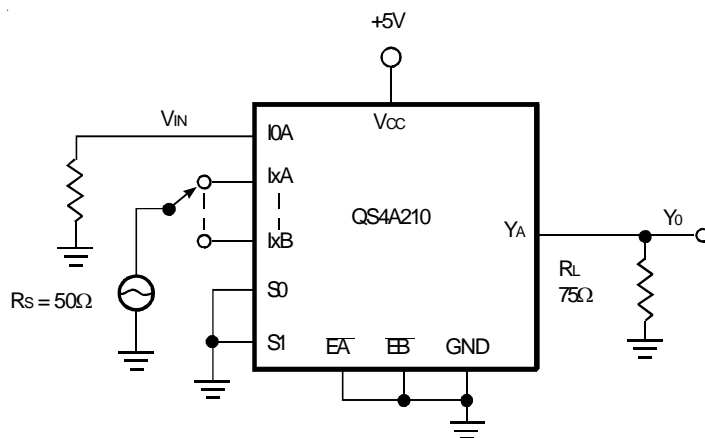 +5V
VIN
I0A
VCC
IxA
QS4A210
IxB
YA
Y0
RS = 50Ω
S0
RL
75Ω
S1
EA
EB
GND